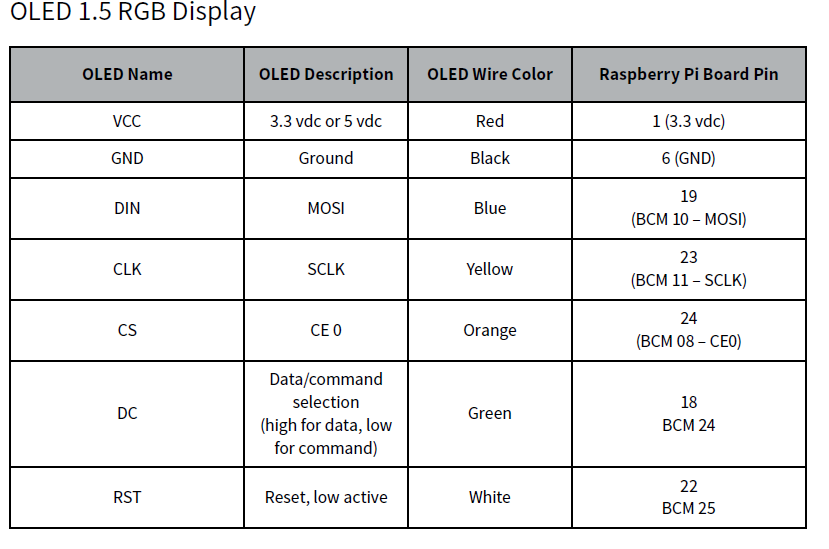 OLED 1.5 RGB Display
OLED Name OLED Description OLED Wire Color Raspberry Pi Board Pin
VCC 3.3 vdc or 5 vdc Red 1 (3.3 vdc)
GND Ground Black 6 (GND)
DIN MOSI Blue 19
(BCM 10 – MOSI)
CLK SCLK Yellow 23
(BCM 11 – SCLK)
CS CE 0 Orange 24
(BCM 08 – CE0)
DC Data/command
selection
(high for data, low
for command) Green 18
BCM 24
RST Reset, low active White 22
BCM 25